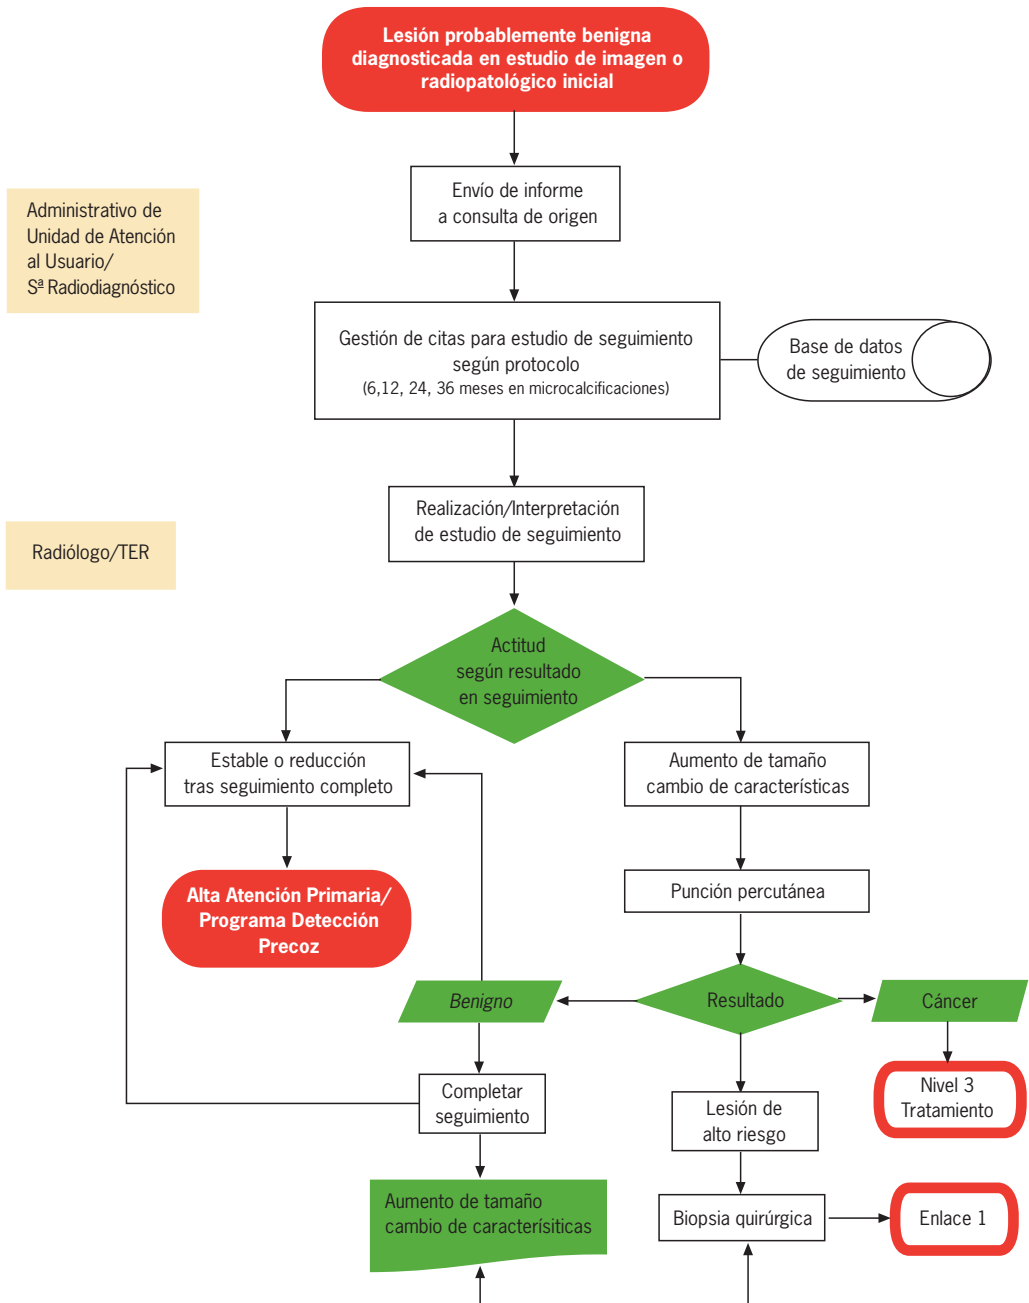 Lesión probablemente benigna
diagnosticada en estudio de imagen o
radiopatológico inicial
Envío de informe
a consulta de origen
Administrativo de
Unidad de Atención
al Usuario/
Sª Radiodiagnóstico
Gestión de citas para estudio de seguimiento
según protocolo
(6,12, 24, 36 meses en microcalcificaciones)
Base de datos
de seguimiento
Realización/Interpretación
de estudio de seguimiento
Radiólogo/TER
Actitud
según resultado
en seguimiento
Estable o reducción
tras seguimiento completo
Aumento de tamaño
cambio de características
Alta Atención Primaria/
Programa Detección
Precoz
Punción percutánea
Benigno
Resultado
Cáncer
Completar
seguimiento
Lesión de
alto riesgo
Nivel 3
Tratamiento
Aumento de tamaño
cambio de caracterísiticas
Biopsia quirúrgica
Enlace 1